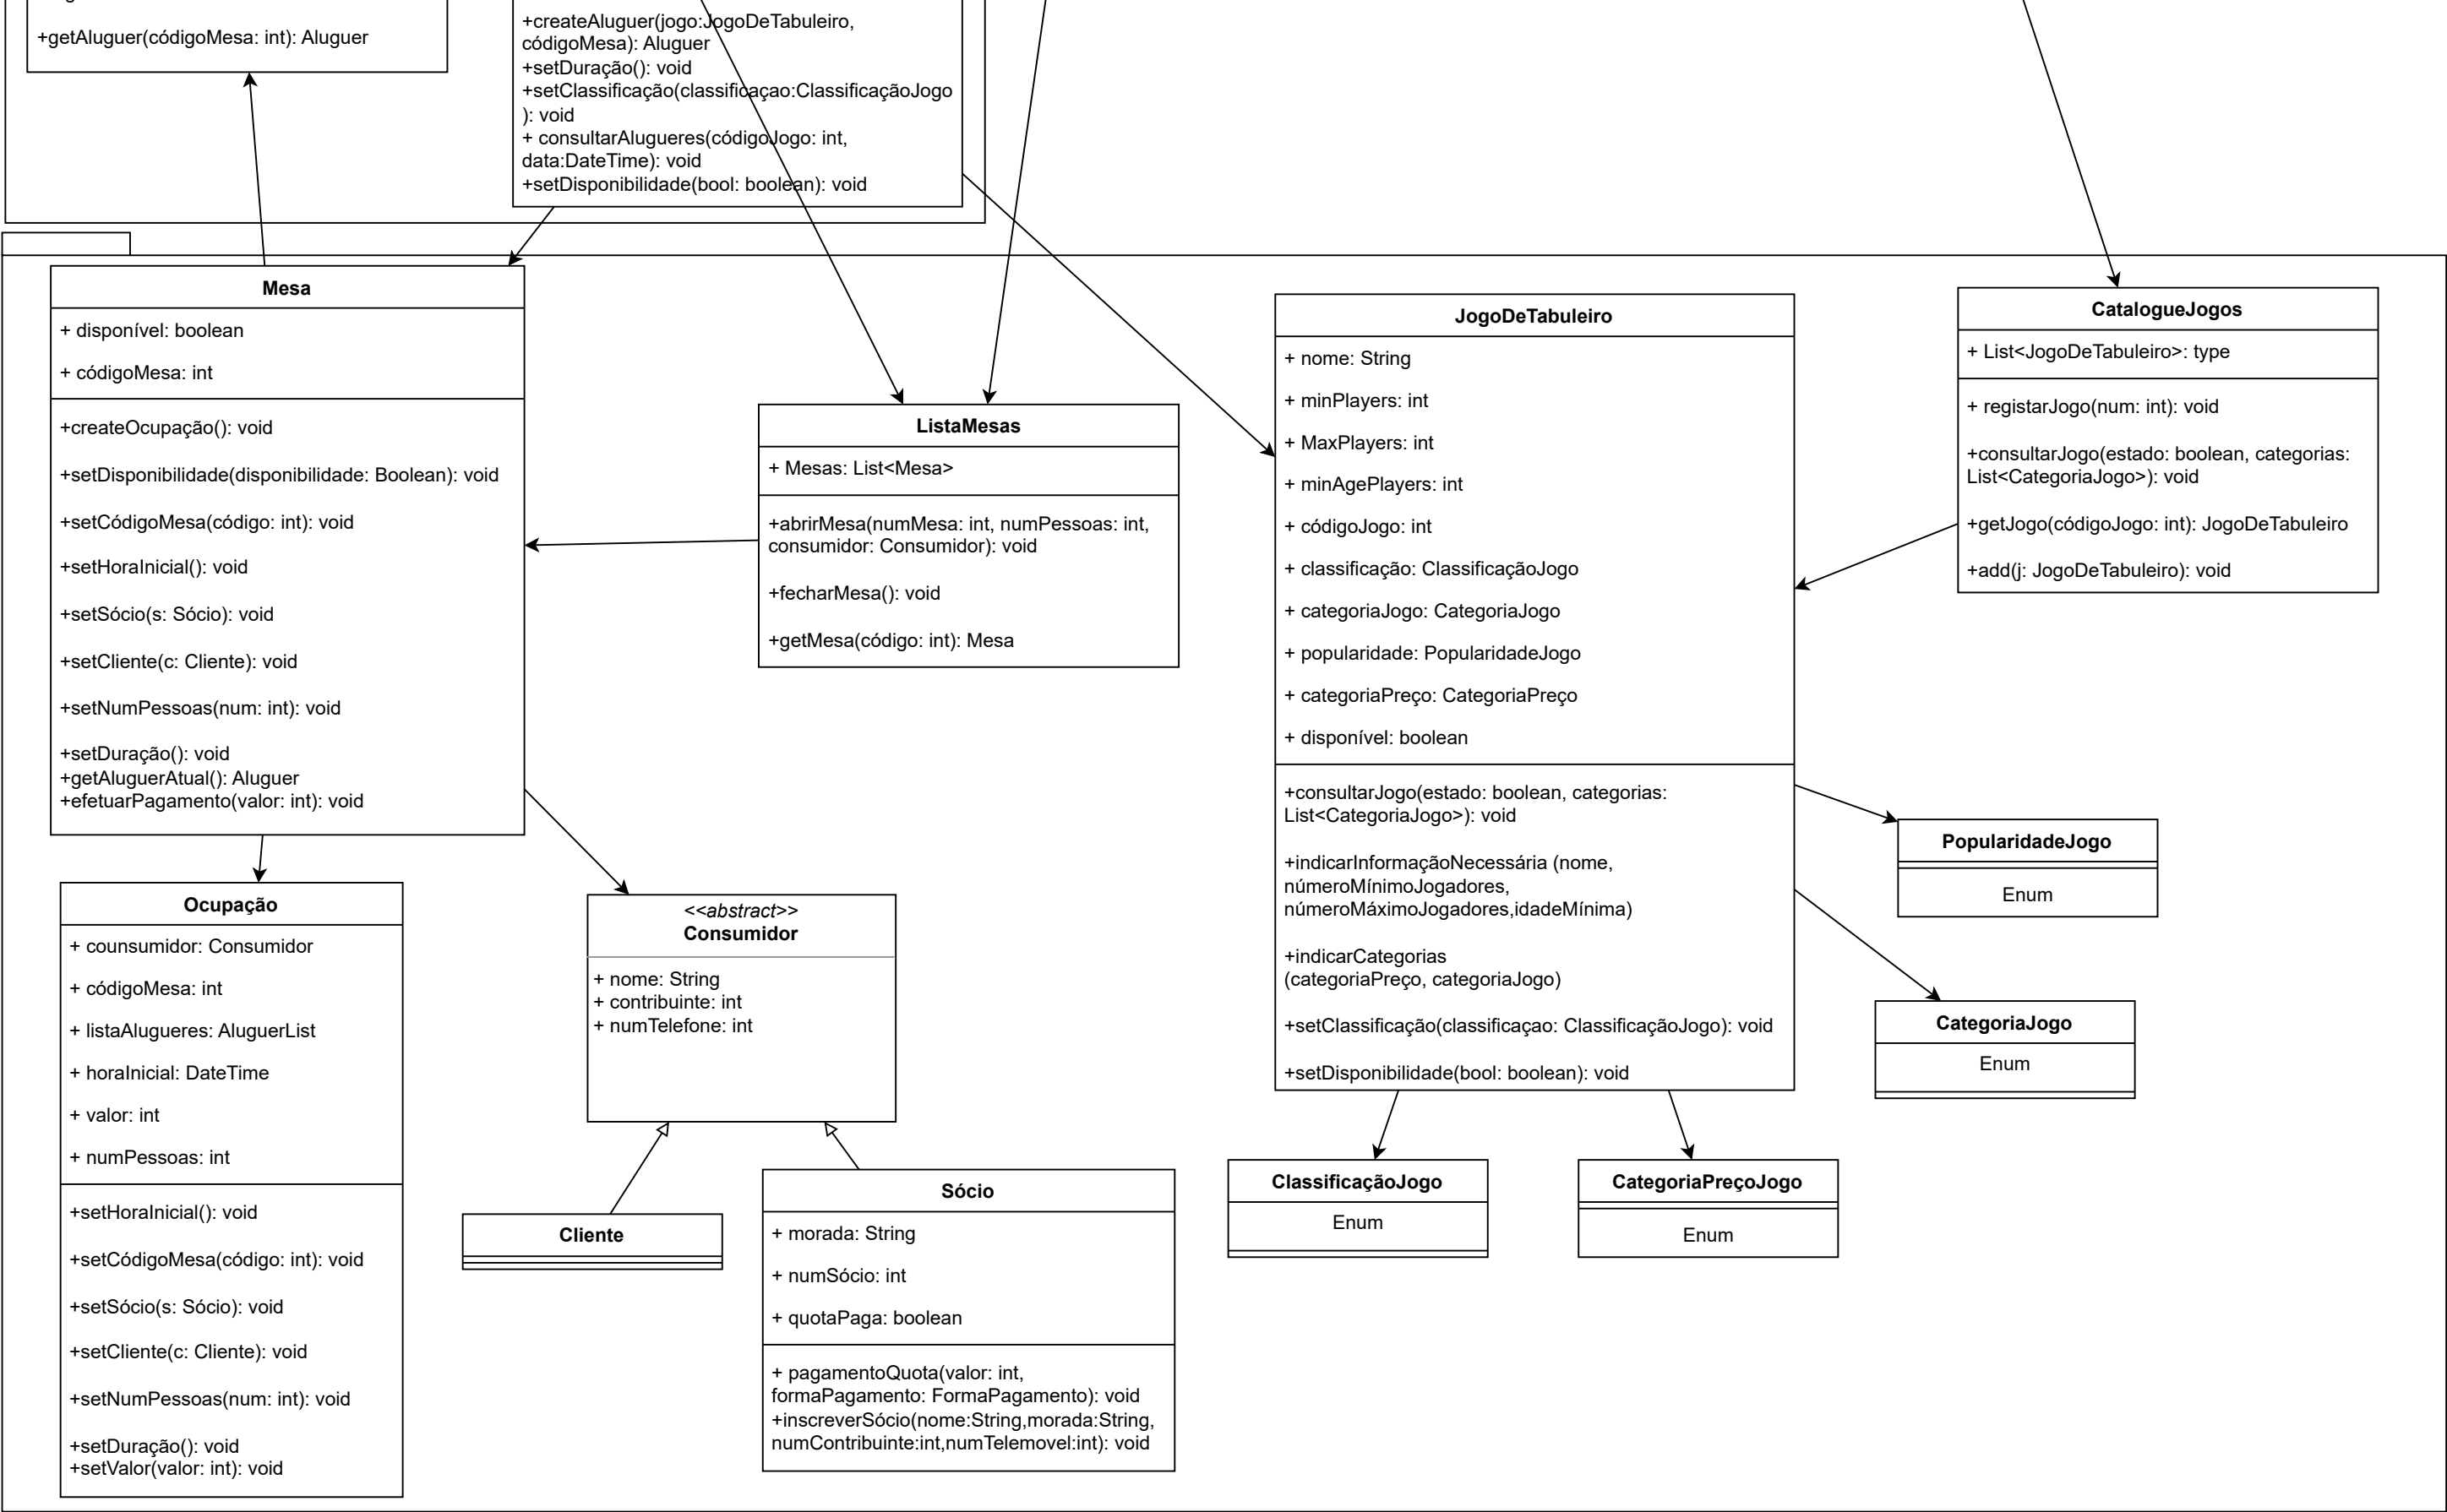 +getAluguer(códigoMesa: int): Aluguer
+createAluguer(jogo:JogoDeTabuleiro,
códigoMesa): Aluguer
+setDuração(): void
+setClassificação(classificaçao:ClassificaçãoJogo
): void
+ consultarAlugueres(códigoJogo: int,
data:DateTime): void
+setDisponibilidade(bool: boolean): void
Mesa
+ disponível: boolean
+ códigoMesa: int
+createOcupação(): void
+setDisponibilidade(disponibilidade: Boolean): void
+setCódigoMesa(código: int): void
+setHoraInicial(): void
+setSócio(s: Sócio): void
+setCliente(c: Cliente): void
+setNumPessoas(num: int): void
+setDuração(): void
+getAluguerAtual(): Aluguer
+efetuarPagamento(valor: int): void
ListaMesas
+ Mesas: List<Mesa>
+abrirMesa(numMesa: int, numPessoas: int,
consumidor: Consumidor): void
+fecharMesa(): void
+getMesa(código: int): Mesa
JogoDeTabuleiro
+ nome: String
+ minPlayers: int
+ MaxPlayers: int
+ minAgePlayers: int
+ códigoJogo: int
+ classificação: ClassificaçãoJogo
+ categoriaJogo: CategoriaJogo
+ popularidade: PopularidadeJogo
+ categoriaPreço: CategoriaPreço
+ disponível: boolean
+consultarJogo(estado: boolean, categorias:
List<CategoriaJogo>): void
+indicarInformaçãoNecessária (nome,
númeroMínimoJogadores,
númeroMáximoJogadores,idadeMínima)
+indicarCategorias
(categoriaPreço, categoriaJogo)
+setClassificação(classificaçao: ClassificaçãoJogo): void
+setDisponibilidade(bool: boolean): void
CatalogueJogos
+ List<JogoDeTabuleiro>: type
+ registarJogo(num: int): void
+consultarJogo(estado: boolean, categorias:
List<CategoriaJogo>): void
+getJogo(códigoJogo: int): JogoDeTabuleiro
+add(j: JogoDeTabuleiro): void
PopularidadeJogo
Enum
CategoriaJogo
Enum
Ocupação
+ counsumidor: Consumidor
+ códigoMesa: int
+ listaAlugueres: AluguerList
+ horaInicial: DateTime
+ valor: int
+ numPessoas: int
+setHoraInicial(): void
+setCódigoMesa(código: int): void
+setSócio(s: Sócio): void
+setCliente(c: Cliente): void
+setNumPessoas(num: int): void
+setDuração(): void
+setValor(valor: int): void
<<abstract>>
Consumidor
+ nome: String
+ contribuinte: int
+ numTelefone: int
Cliente
Sócio
+ morada: String
+ numSócio: int
+ quotaPaga: boolean
+ pagamentoQuota(valor: int,
formaPagamento: FormaPagamento): void
+inscreverSócio(nome:String,morada:String,
numContribuinte:int,numTelemovel:int): void
ClassificaçãoJogo
Enum
CategoriaPreçoJogo
Enum